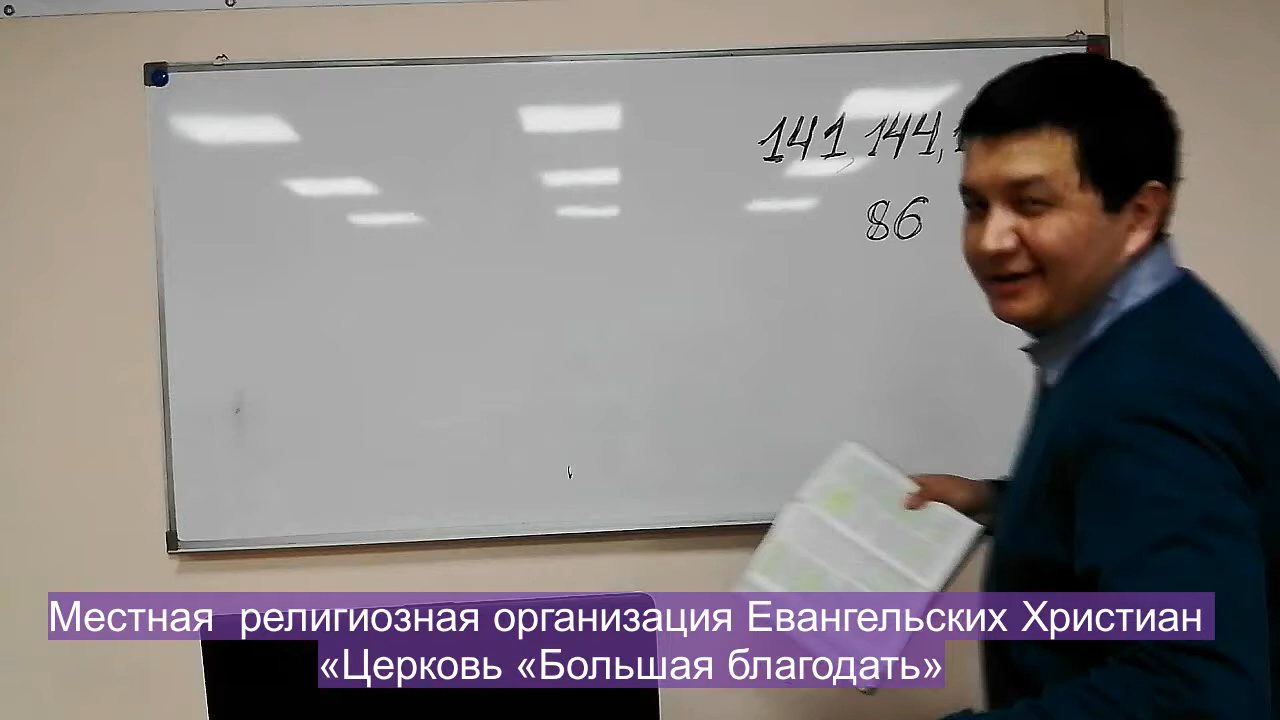 141, 144,
86
Местная религиозная организация Евангельских Христиан
«Церковь «Большая благодать»